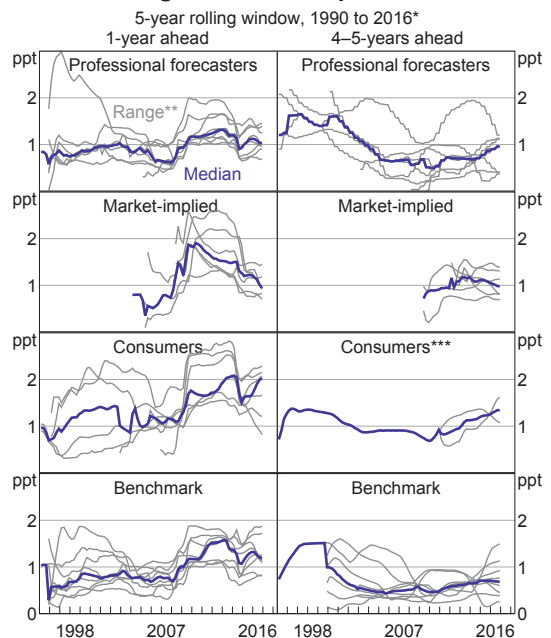 5-year rolling window, 1990 to 2016*
1-year ahead 4–5-years ahead
ppt ppt
Professional forecasters Professional forecasters
2 2
Range**
1 1
Median
ppt ppt
Market-implied Market-implied
2 2
1 1
ppt ppt
Consumers Consumers***
2 2
1 1
ppt ppt
Benchmark Benchmark
2 2
1 1
0 0
1998 2007 2016 1998 2007 2016